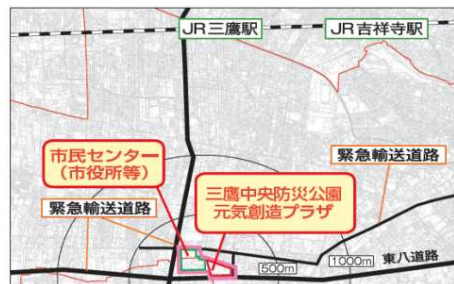 JR三鷹駅
JR吉祥寺駅
緊急輸送道路
市民センター
（市役所等）
三鷹中央防災公園
元気創造プラザ
緊急輸送道路
500m
1000m
東八道路